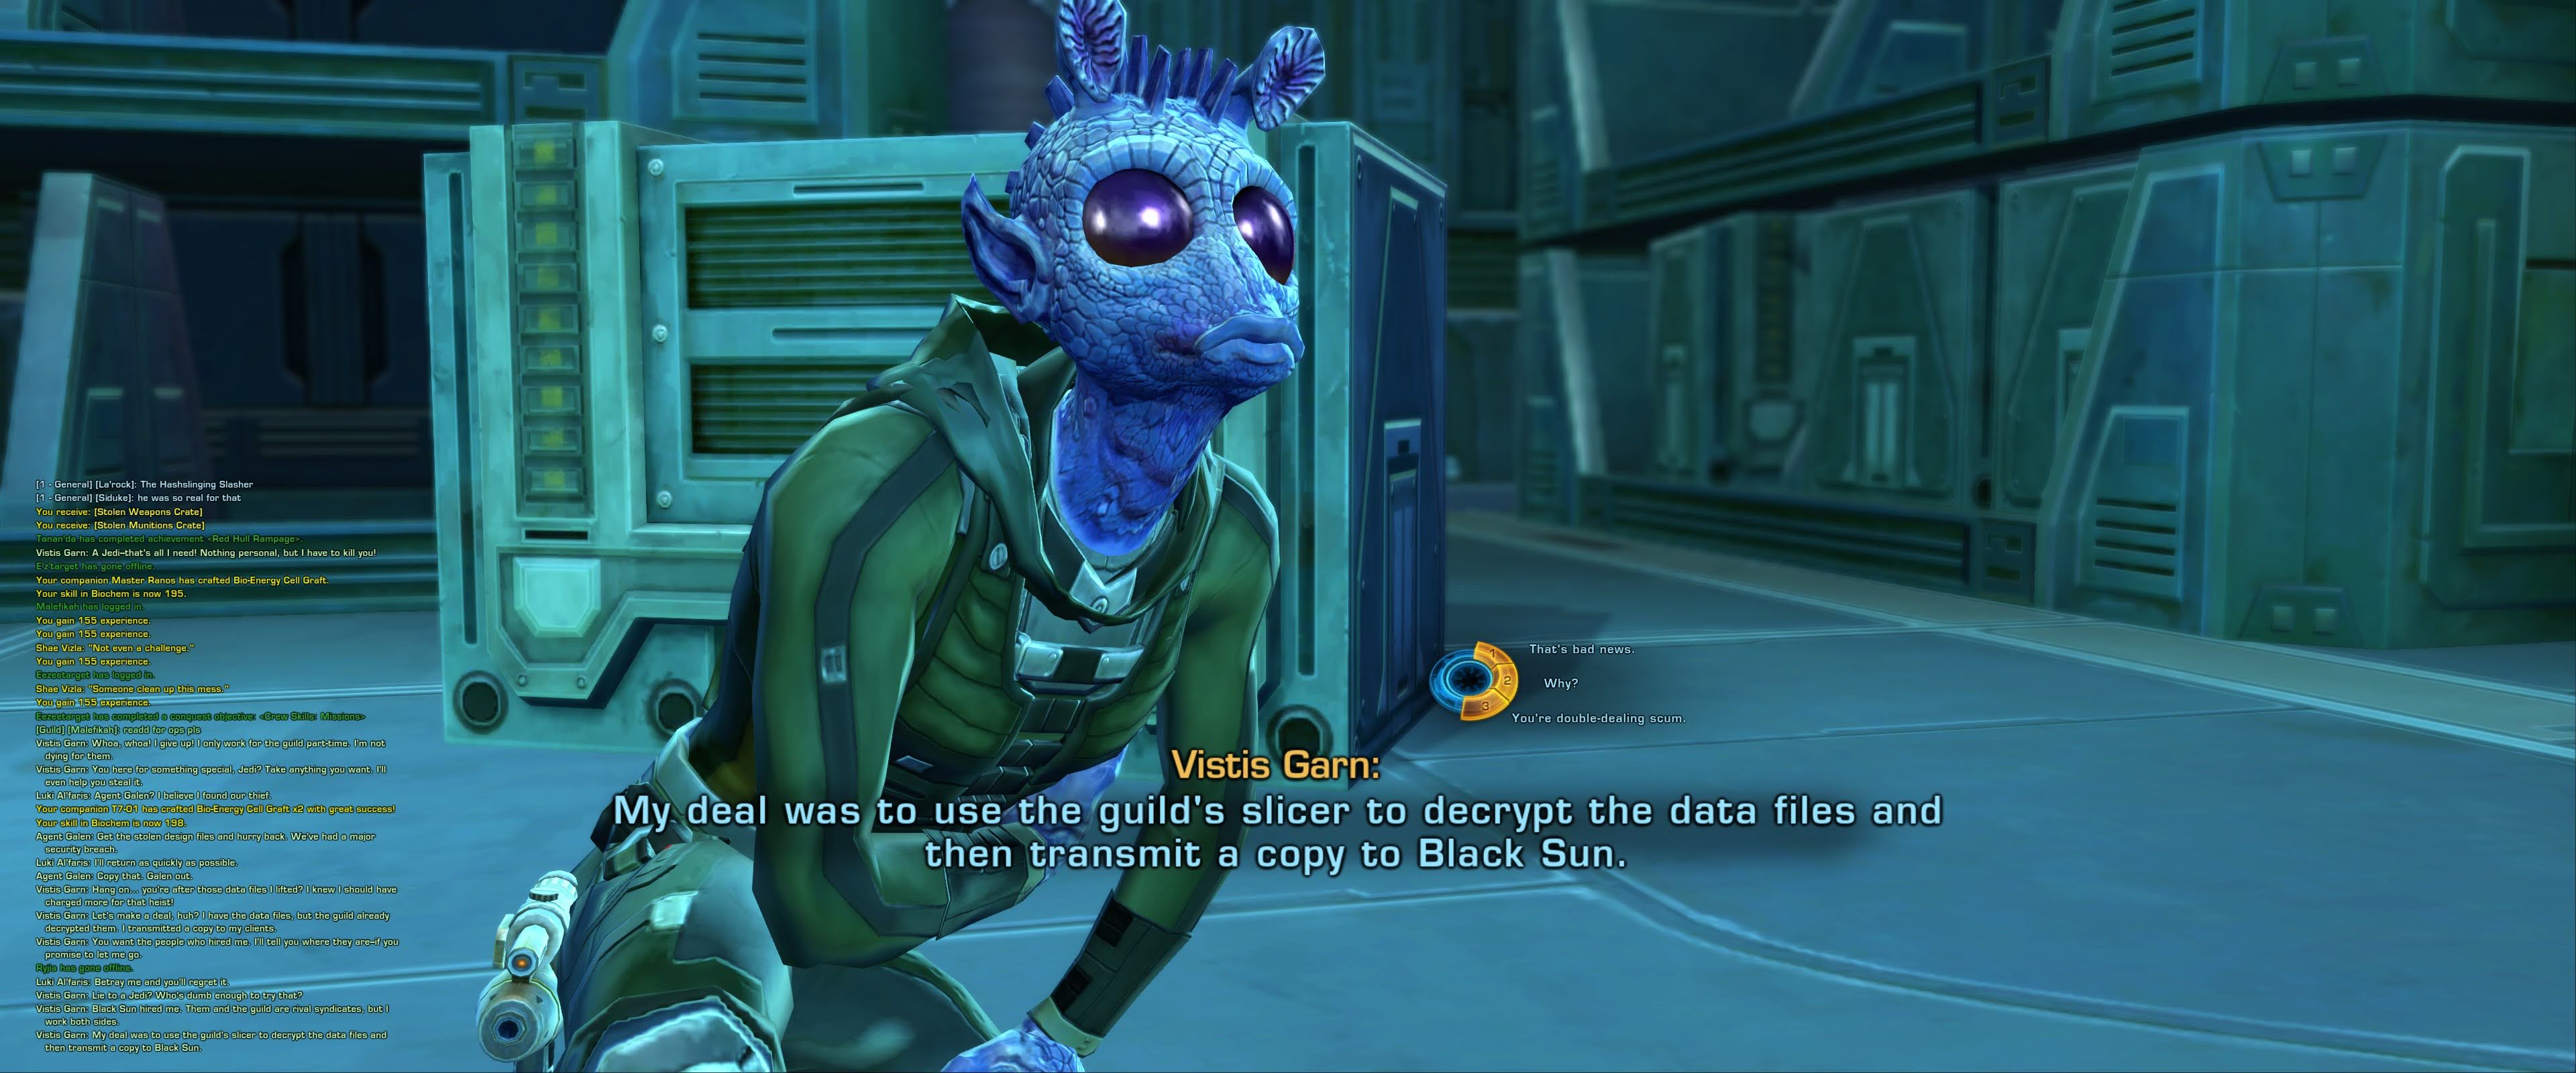 [1 - General] [La'rock]: The Hashslinging Slasher
[1 - General] [Siduke]: he was so real for that
You receive: [Stolen Weapons Crate]
You receive: [Stolen Munitions Crate]
Tanan'da has completed achievement <Red Hull Rampage>.
Vistis Garn: A Jedi–that's all I need! Nothing personal, but I have to kill you!
E'z'target has gone offline.
Your companion Master Ranos has crafted Bio-Energy Cell Graft.
Your skill in Biochem is now 195.
Malefikah has logged in.
You gain 155 experience.
You gain 155 experience.
Shae Vizla: "Not even a challenge."
You gain 155 experience.
Eezeetarget has logged in.
Shae Vizla: "Someone clean up this mess."
You gain 155 experience.
Eezeetarget has completed a conquest objective: <Crew Skills: Missions>
[Guild] [Malefikah]: readd for ops pls
Vistis Garn: Whoa, whoa! I give up! I only work for the guild part-time. I'm not
dying for them.
Vistis Garn: You here for something special, Jedi? Take anything you want. I'll
even help you steal it.
Luki Al'faris: Agent Galen? I believe I found our thief.
Your companion T7-O1 has crafted Bio-Energy Cell Graft x2 with great success!
Your skill in Biochem is now 198.
Agent Galen: Get the stolen design files and hurry back. We've had a major
security breach.
Luki Al'faris: I'll return as quickly as possible.
Agent Galen: Copy that. Galen out.
Vistis Garn: Hang on... you're after those data files I lifted? I knew I should have
charged more for that heist!
Vistis Garn: Let's make a deal, huh? I have the data files, but the guild already
decrypted them. I transmitted a copy to my clients.
Vistis Garn: You want the people who hired me. I'll tell you where they are–if you
promise to let me go.
Ryjia has gone offline.
Luki Al'faris: Betray me and you'll regret it.
Vistis Garn: Lie to a Jedi? Who's dumb enough to try that?
Vistis Garn: Black Sun hired me. Them and the guild are rival syndicates, but I
work both sides.
Vistis Garn: My deal was to use the guild's slicer to decrypt the data files and
then transmit a copy to Black Sun.
1 That's bad news.
2 Why?
3 You're double-dealing scum.
Vistis Garn:
My deal was to use the guild's slicer to decrypt the data files and
then transmit a copy to Black Sun.